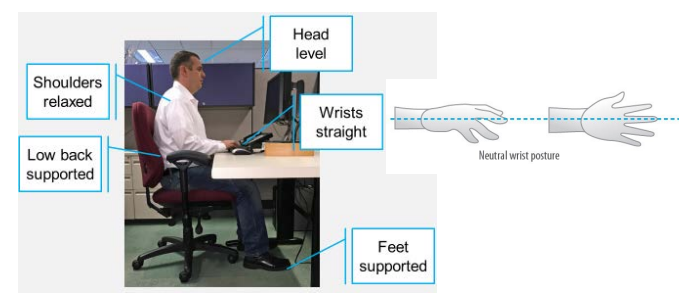 Head
level
Shoulders
relaxed
Wrists
straight
Neutral wrist posture
Low back
supported
Feet
supported